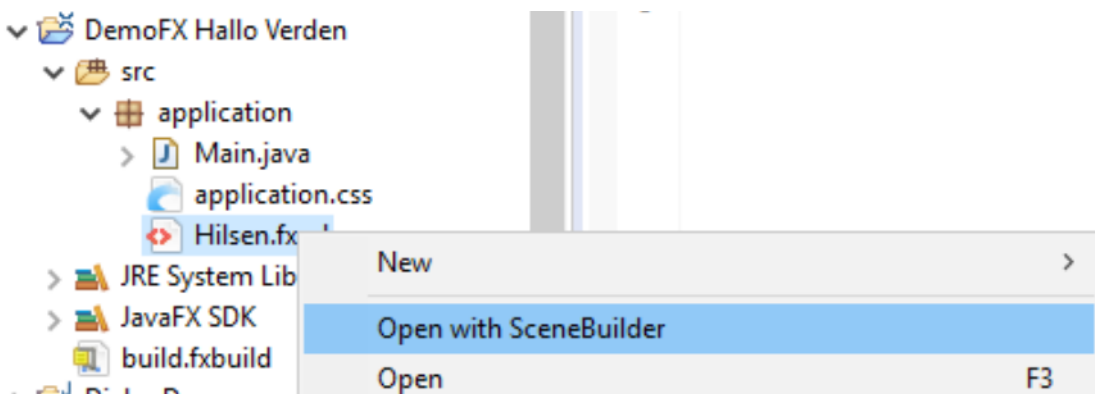 DemoFX Hallo Verden
src
application
Main.java
application.css
Hilsen.fx
New
JRE System Lib
Open with SceneBuilder
JavaFX SDK
build.fxbuild
Open F3